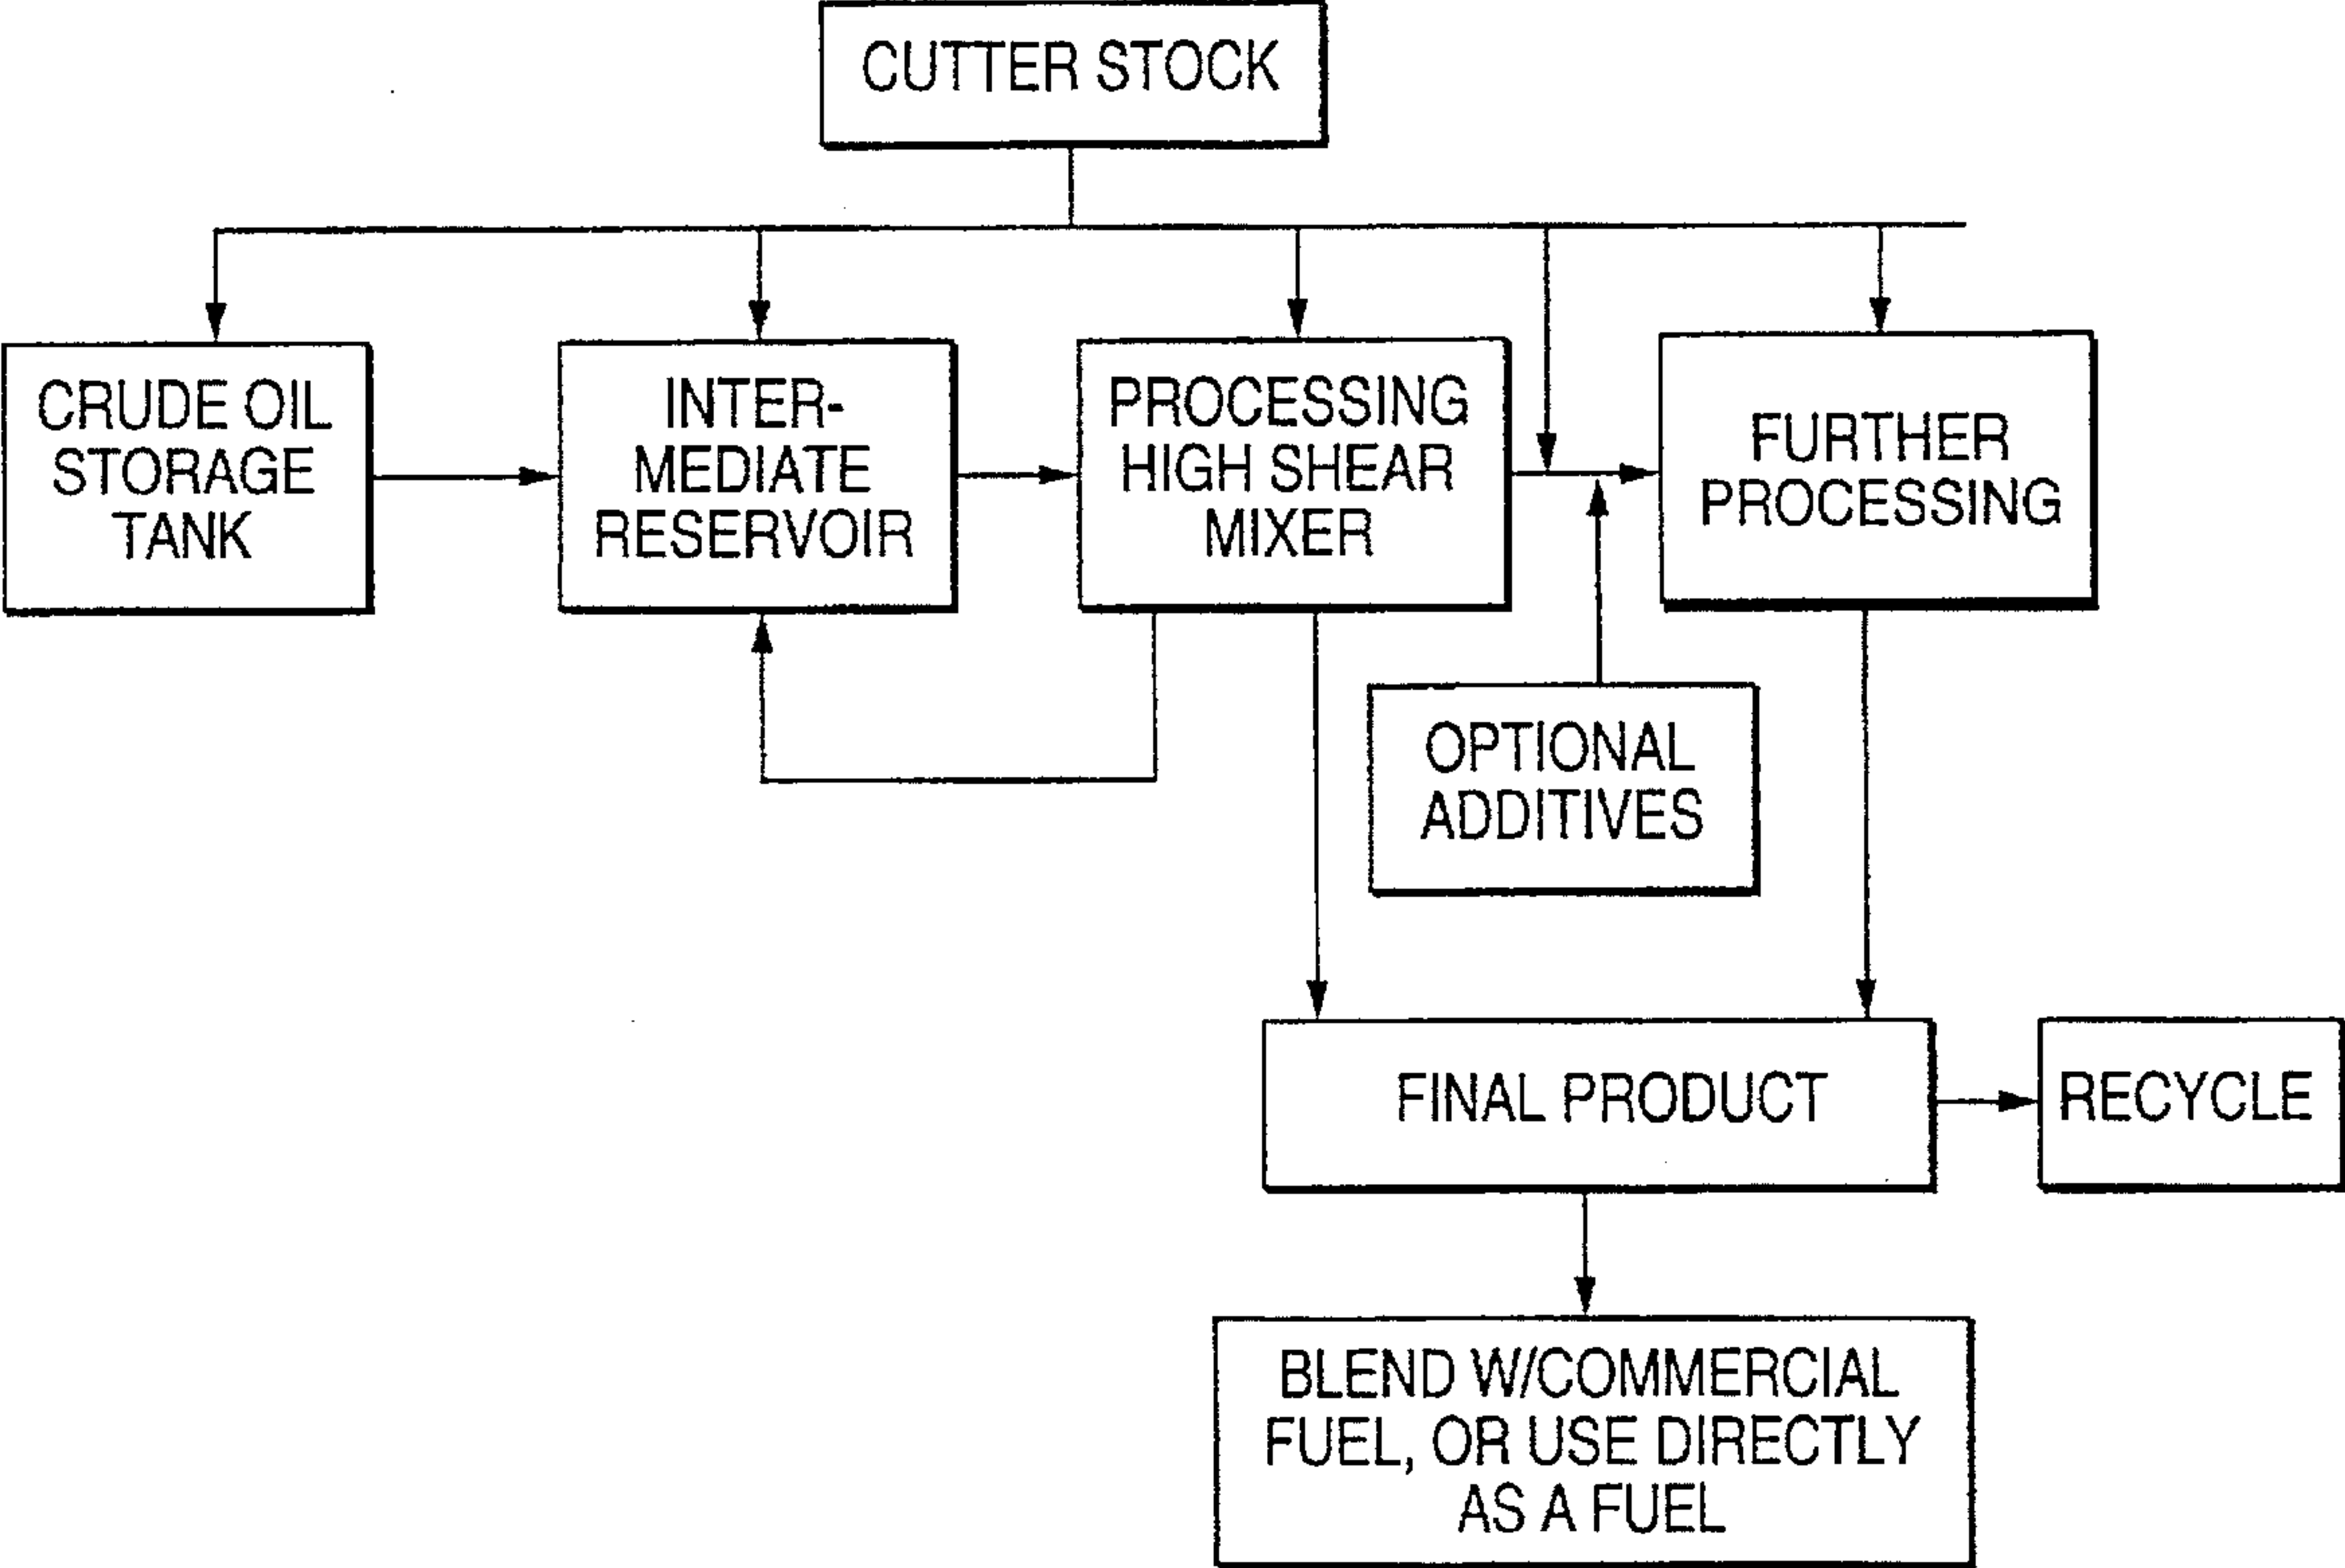 CUTTER STOCK
CRUDE OIL
STORAGE
TANK
INTER-
MEDIATE
RESERVOIR
PROCESSING
HIGH SHEAR
MIXER
FURTHER
PROCESSING
OPTIONAL
ADDITIVES
FINAL PRODUCT
RECYCLE
BLEND W/COMMERCIAL
FUEL, OR USE DIRECTLY
AS A FUEL